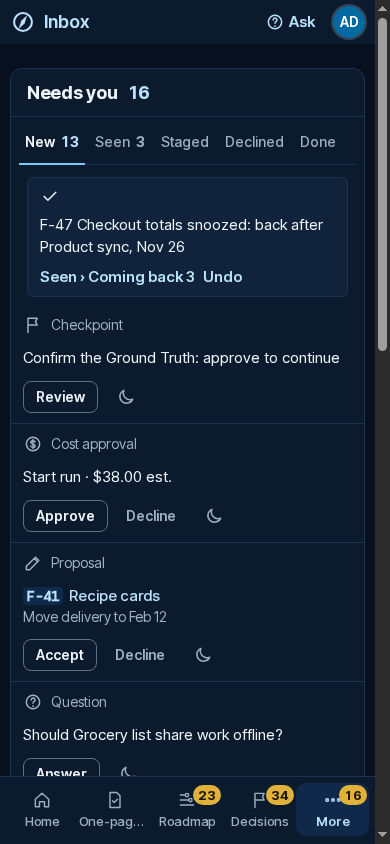 Inbox
Ask
AD
Needs you 16
New 13 Seen 3 Staged Declined Done
F-47 Checkout totals snoozed: back after
Product sync, Nov 26
Seen › Coming back 3 Undo
Checkpoint
Confirm the Ground Truth: approve to continue
Review
Cost approval
Start run · $38.00 est.
Approve Decline
Proposal
F-41 Recipe cards
Move delivery to Feb 12
Accept Decline
Question
Should Grocery list share work offline?
Answer
23 34 16
Home One-pag… Roadmap Decisions More